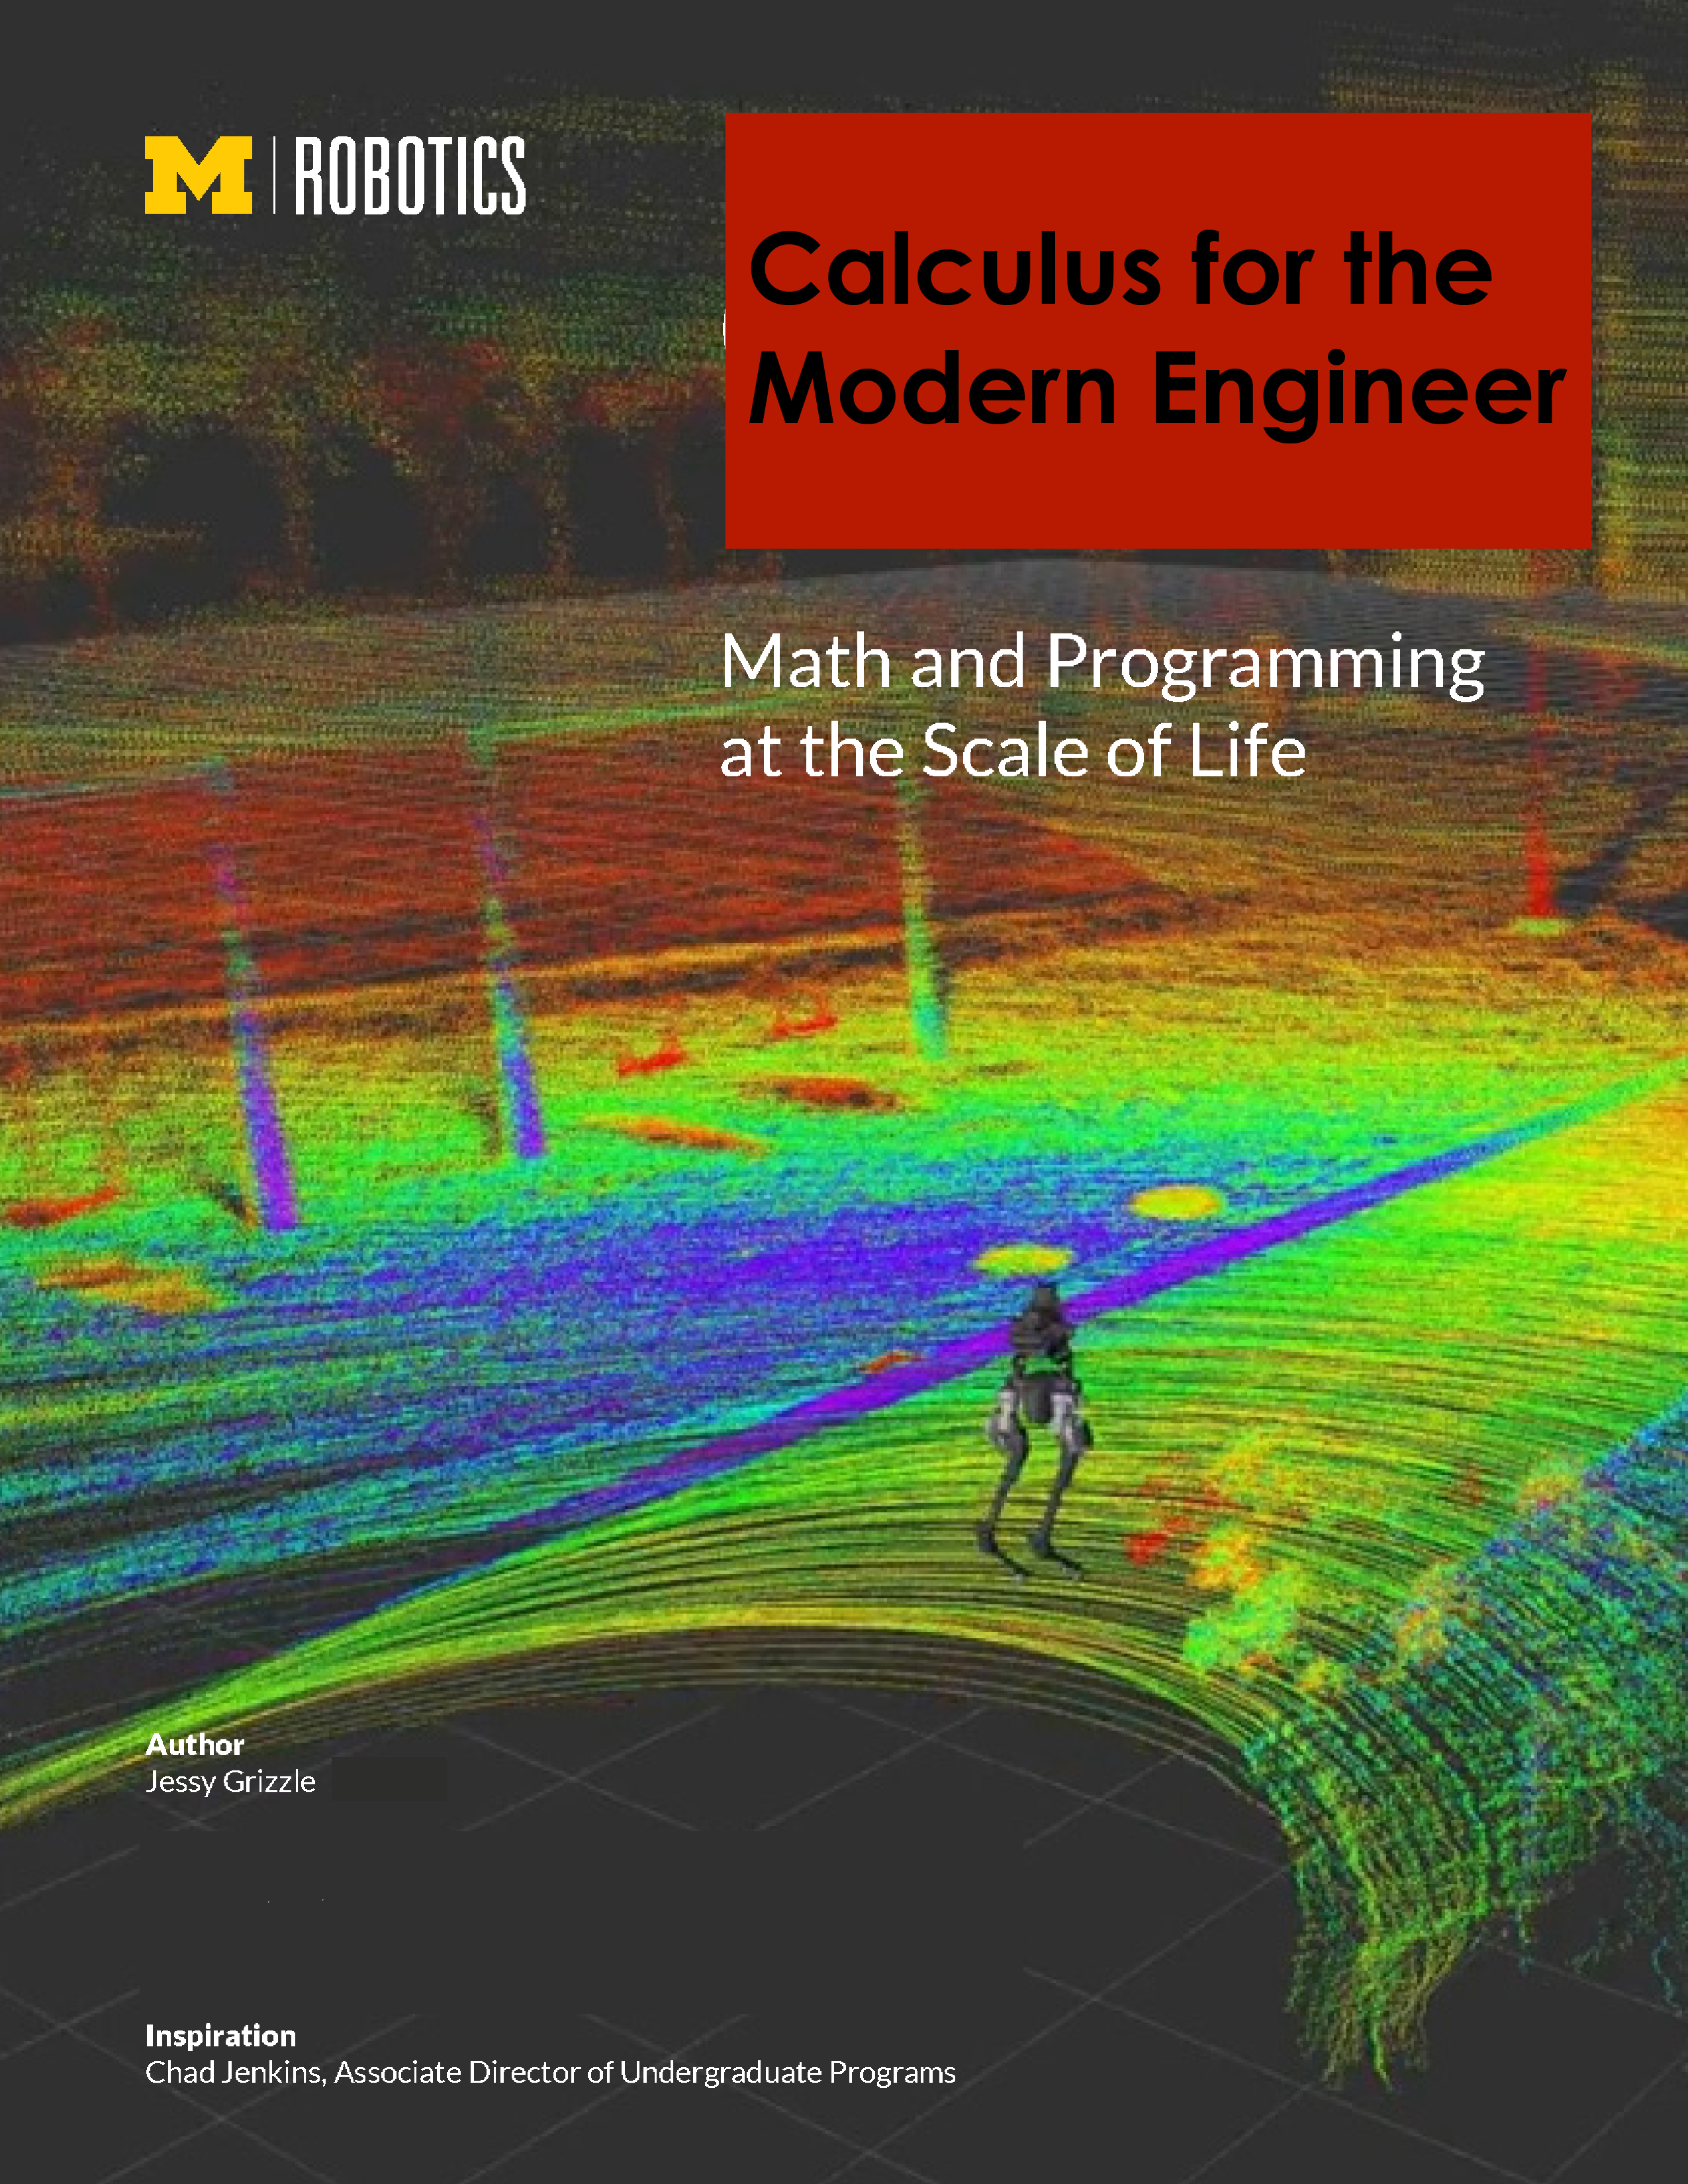 M | ROBOTICS
Calculus for the
Modern Engineer
Math and Programming
at the Scale of Life
Author
Jessy Grizzle
Inspiration
Chad Jenkins, Associate Director of Undergraduate Programs